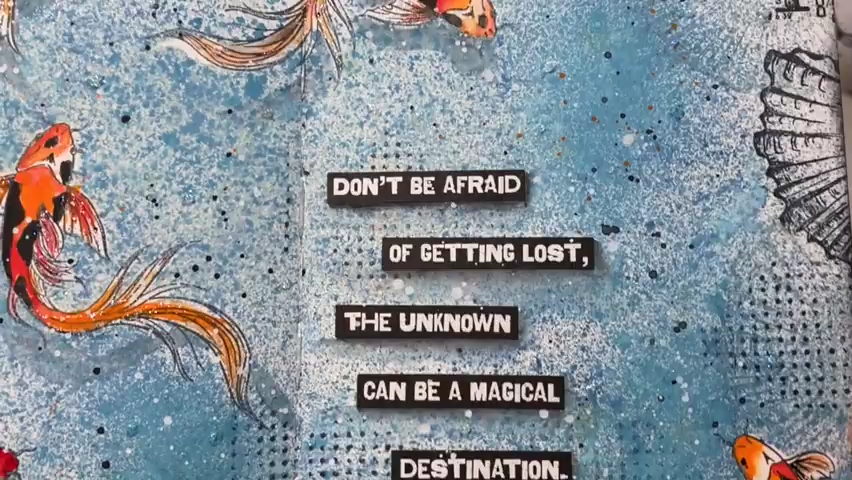 DON'T BE AFRAID
OF GETTING LOST,
THE UNKNOWN
CAN BE A MAGICAL
DESTINATION.